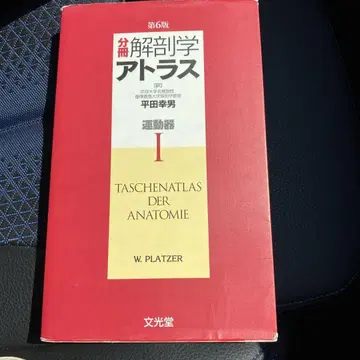 第6版
分冊 解剖学
アトラス
平田幸男
運動器
I
TASCHENATLAS
DER
ANATOMIE
W. PLATZER
文光堂